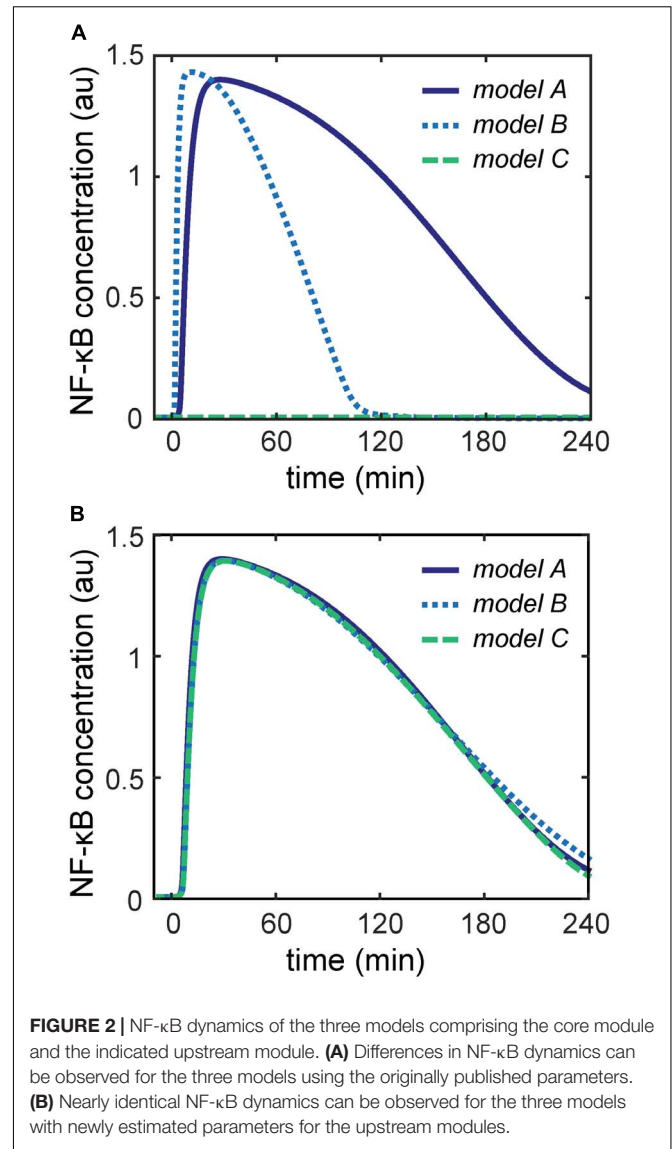 A
1.5
1
0.5
0
NF-κB concentration (au)
model A
model B
model C
0 60 120 180 240
time (min)
B
1.5
1
0.5
0
NF-κB concentration (au)
model A
model B
model C
0 60 120 180 240
time (min)
FIGURE 2 | NF-κB dynamics of the three models comprising the core module
and the indicated upstream module. (A) Differences in NF-κB dynamics can
be observed for the three models using the originally published parameters.
(B) Nearly identical NF-κB dynamics can be observed for the three models
with newly estimated parameters for the upstream modules.